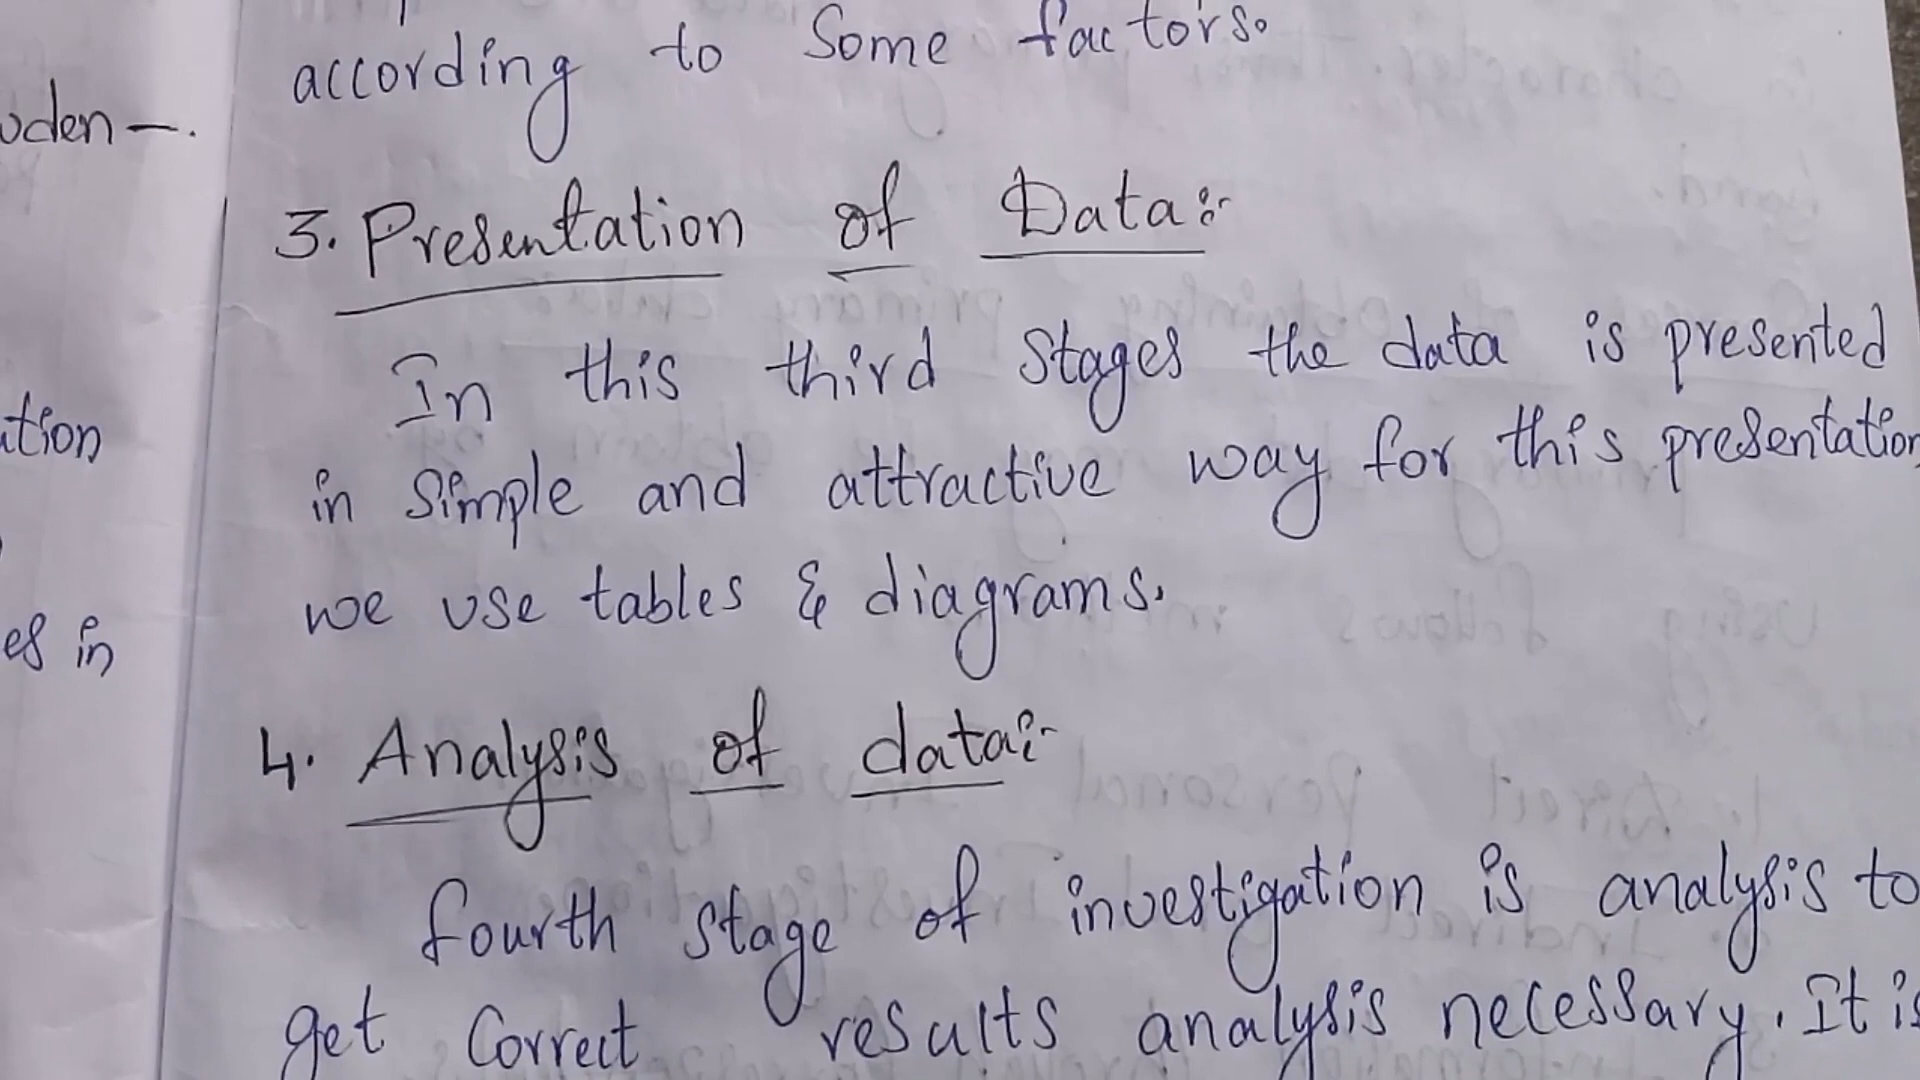 according to Some factors.
3. Presentation of Data:-
In this third Stages the data is presented
in Simple and attractive way for this presentation
we use tables & diagrams.
4. Analysis of data:-
fourth stage of investigation is analysis to
get Correct results analysis necessary. It is